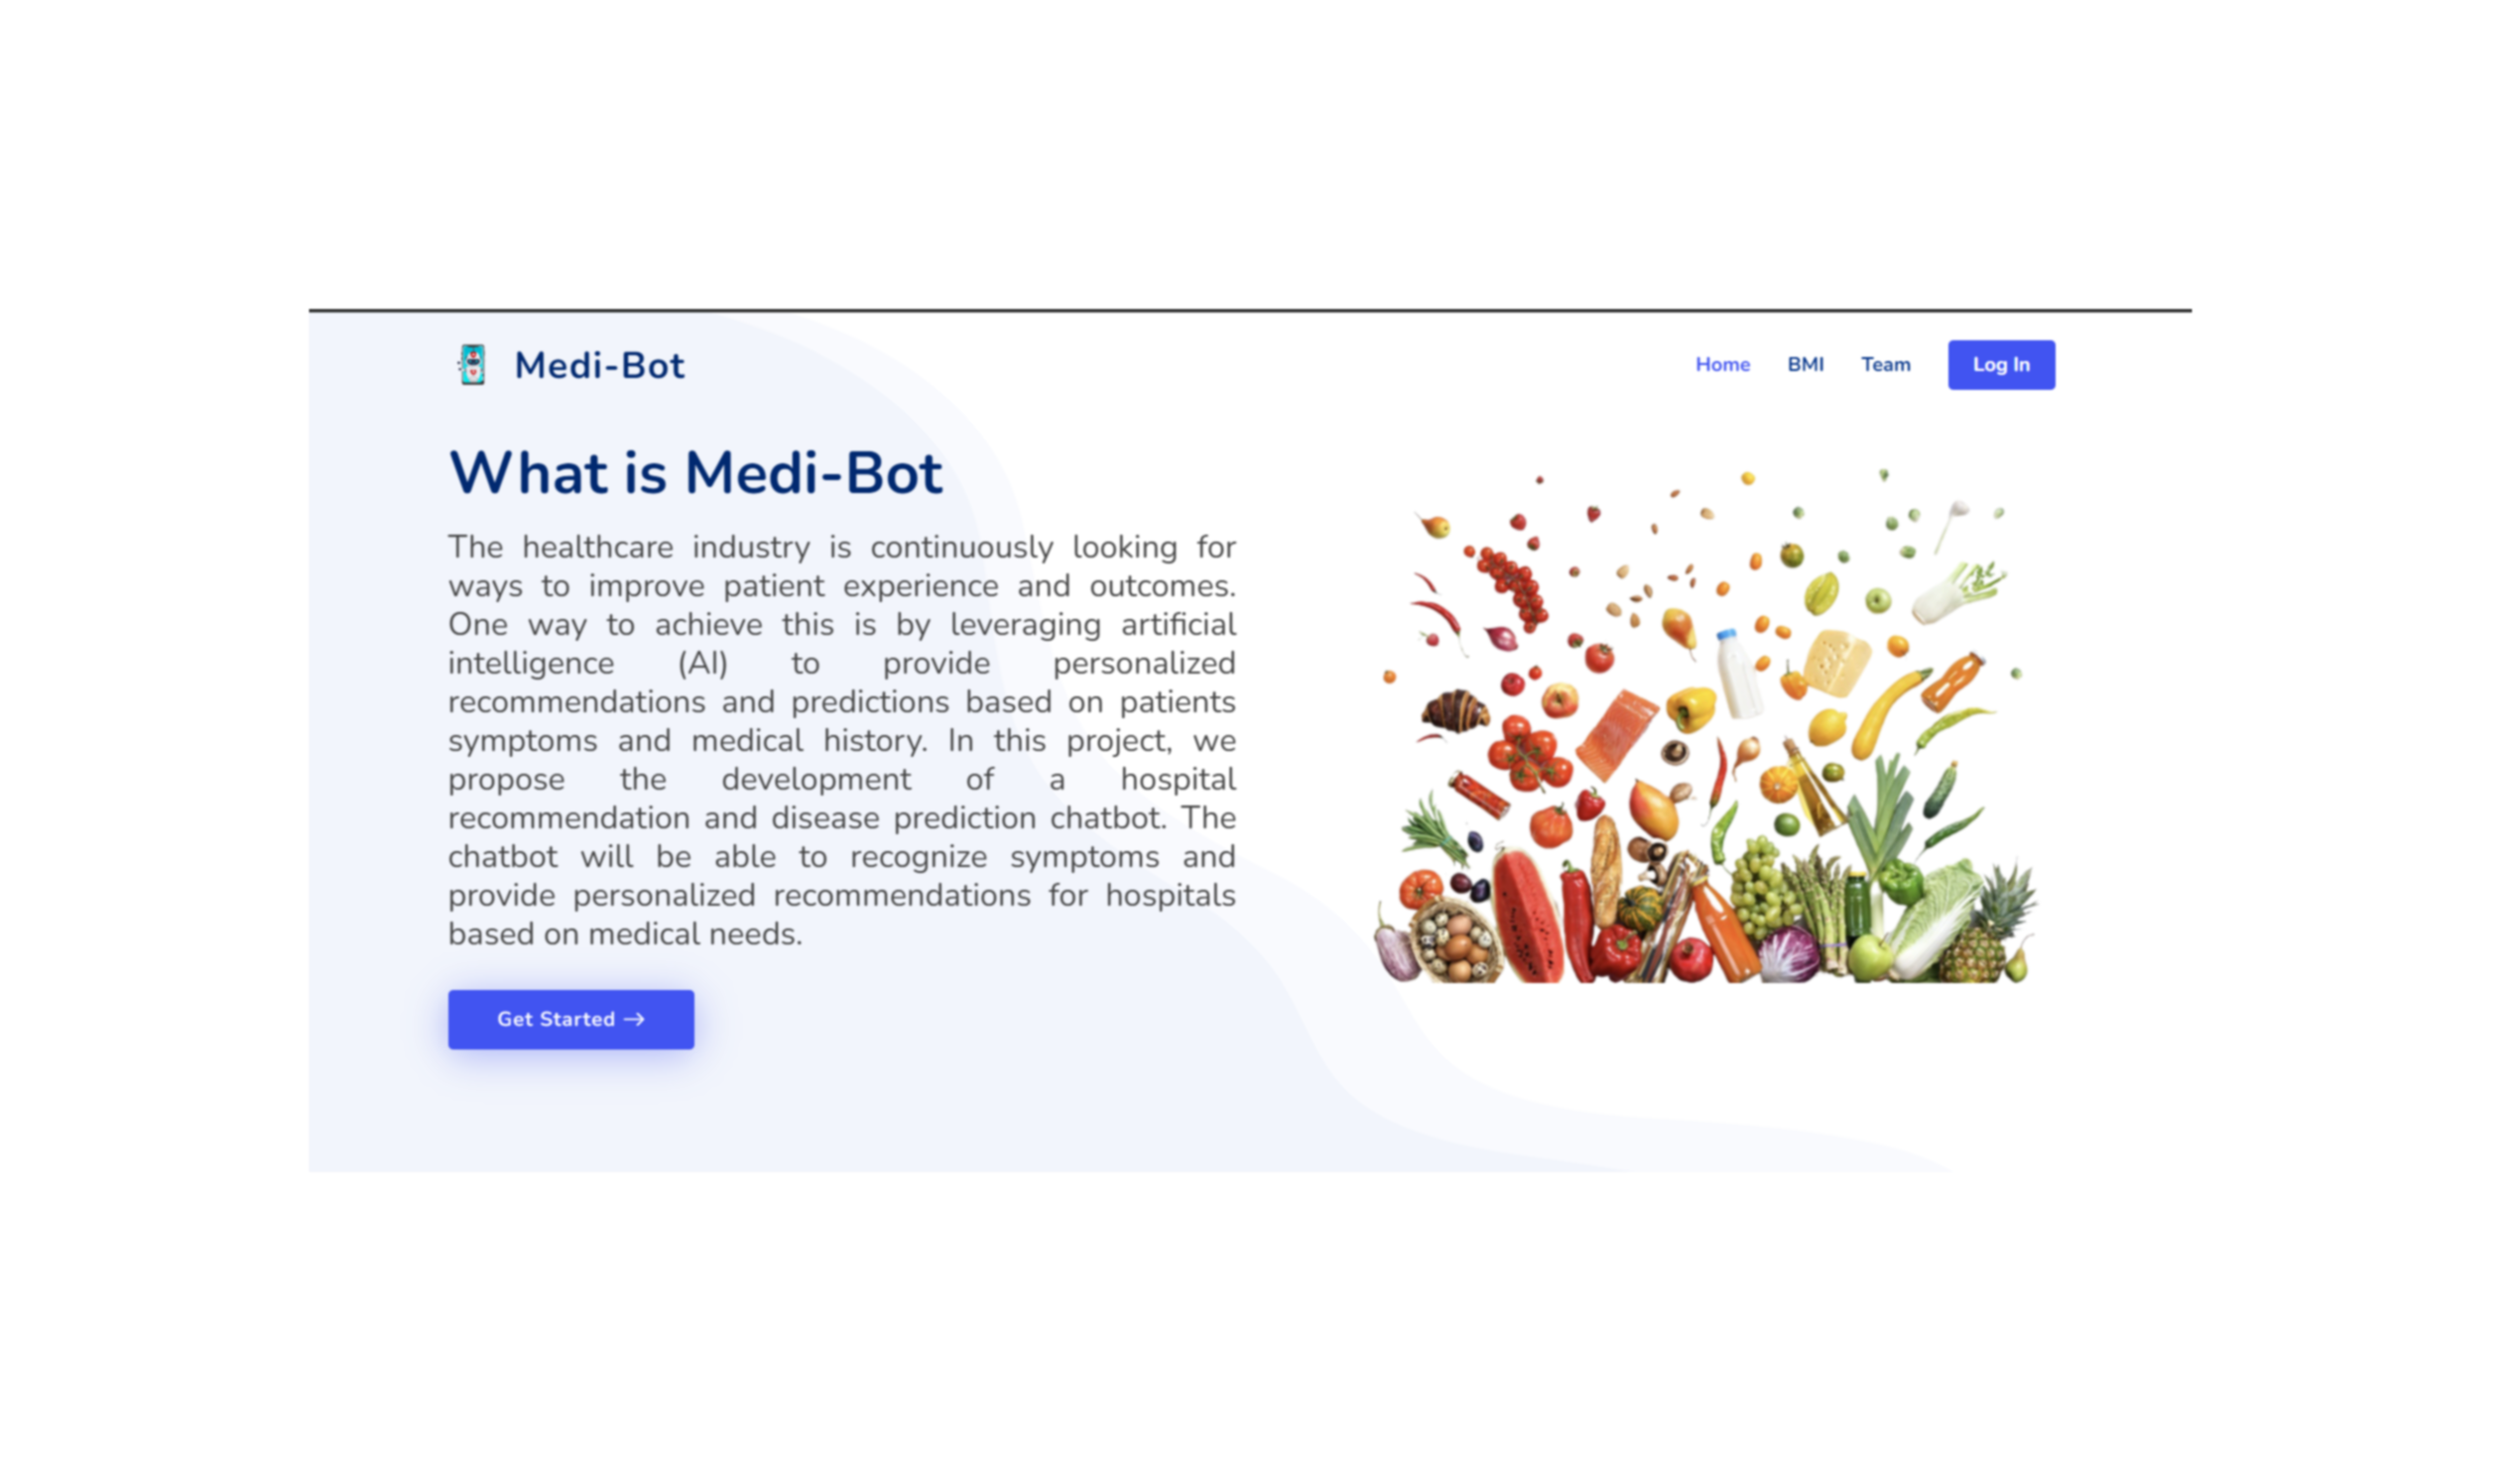 Medi-Bot
Home BMI Team Log In
What is Medi-Bot
The healthcare industry is continuously looking for
ways to improve patient experience and outcomes.
One way to achieve this is by leveraging artificial
intelligence (AI) to provide personalized
recommendations and predictions based on patients
symptoms and medical history. In this project, we
propose the development of a hospital
recommendation and disease prediction chatbot. The
chatbot will be able to recognize symptoms and
provide personalized recommendations for hospitals
based on medical needs.
Get Started →